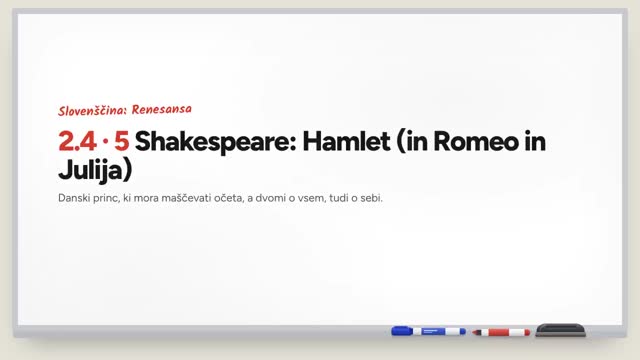 Slovenščina: Renesansa
2.4 · 5 Shakespeare: Hamlet (in Romeo in
Julija)
Danski princ, ki mora maščevati očeta, a dvomi o vsem, tudi o sebi.